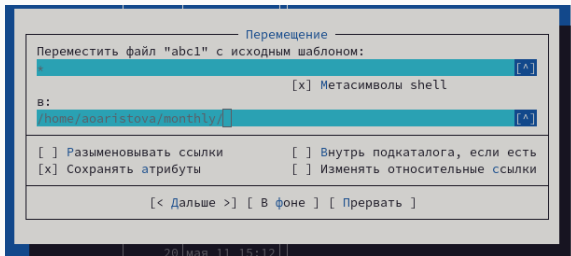 Перемещение
Переместить файл "abc1" с исходным шаблоном:
*
[^]
[x] Метасимволы shell
в:
/home/aoaristova/monthly/
[^]
[ ] Разыменовывать ссылки
[ ] Внутрь подкаталога, если есть
[x] Сохранять атрибуты
[ ] Изменять относительные ссылки
[< Дальше >] [ В фоне ] [ Прервать ]
20 мая 11 15:12